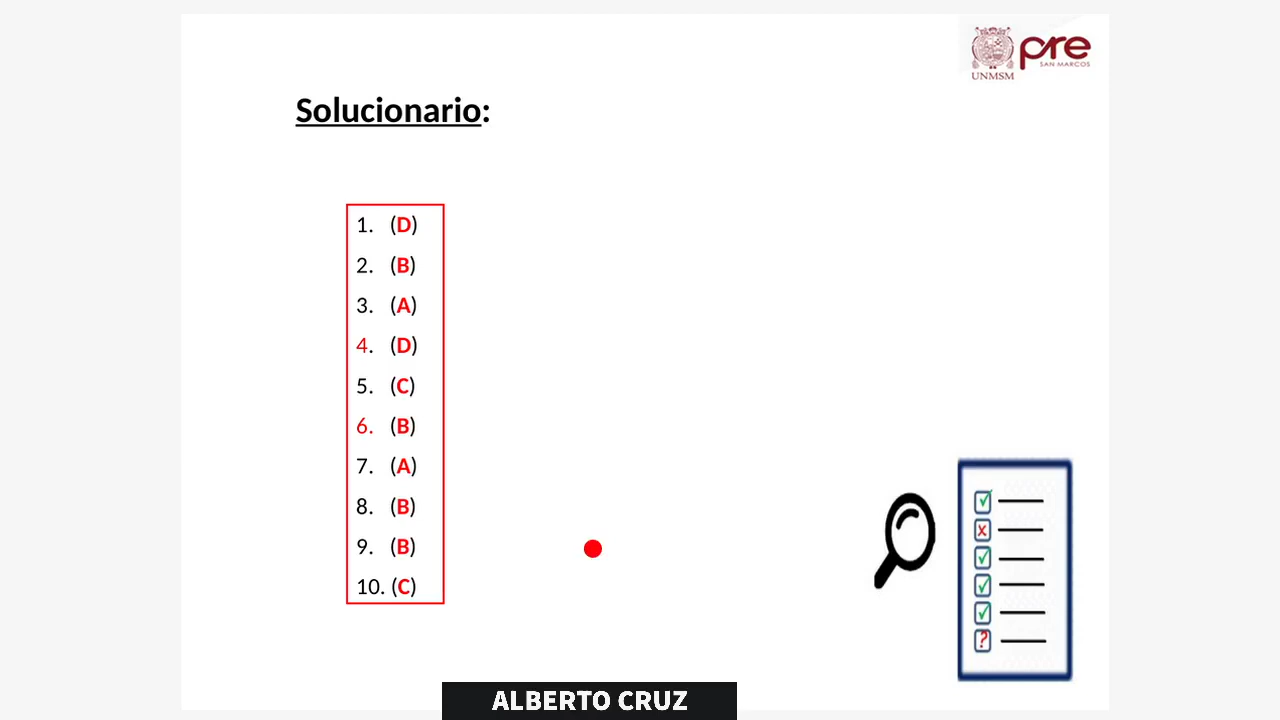 UNMSM
pre
SAN MARCOS
Solucionario:
1. (D)
2. (B)
3. (A)
4. (D)
5. (C)
6. (B)
7. (A)
8. (B)
9. (B)
10. (C)
ALBERTO CRUZ